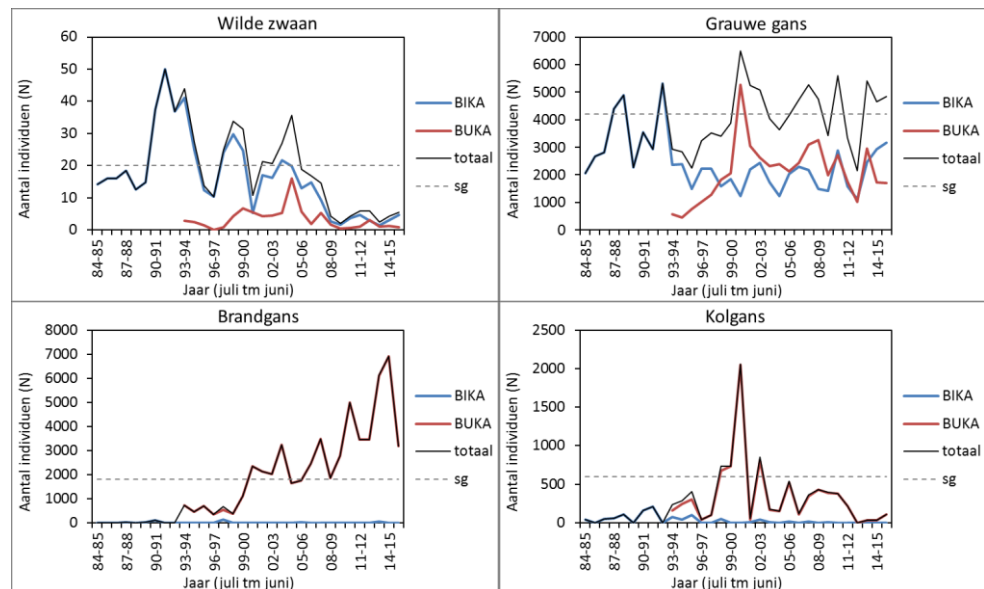 Wilde zwaan
Aantal individuen (N)
60
50
40
30
20
10
0
84-85
87-88
90-91
93-94
96-97
99-00
02-03
05-06
08-09
11-12
14-15
Jaar (juli tm juni)
BIKA
BUKA
totaal
sg
Grauwe gans
Aantal individuen (N)
7000
6000
5000
4000
3000
2000
1000
0
84-85
87-88
90-91
93-94
96-97
99-00
02-03
05-06
08-09
11-12
14-15
Jaar (juli tm juni)
BIKA
BUKA
totaal
sg
Brandgans
Aantal individuen (N)
8000
7000
6000
5000
4000
3000
2000
1000
0
84-85
87-88
90-91
93-94
96-97
99-00
02-03
05-06
08-09
11-12
14-15
Jaar (juli tm juni)
BIKA
BUKA
totaal
sg
Kolgans
Aantal individuen (N)
2500
2000
1500
1000
500
0
84-85
87-88
90-91
93-94
96-97
99-00
02-03
05-06
08-09
11-12
14-15
Jaar (juli tm juni)
BIKA
BUKA
totaal
sg